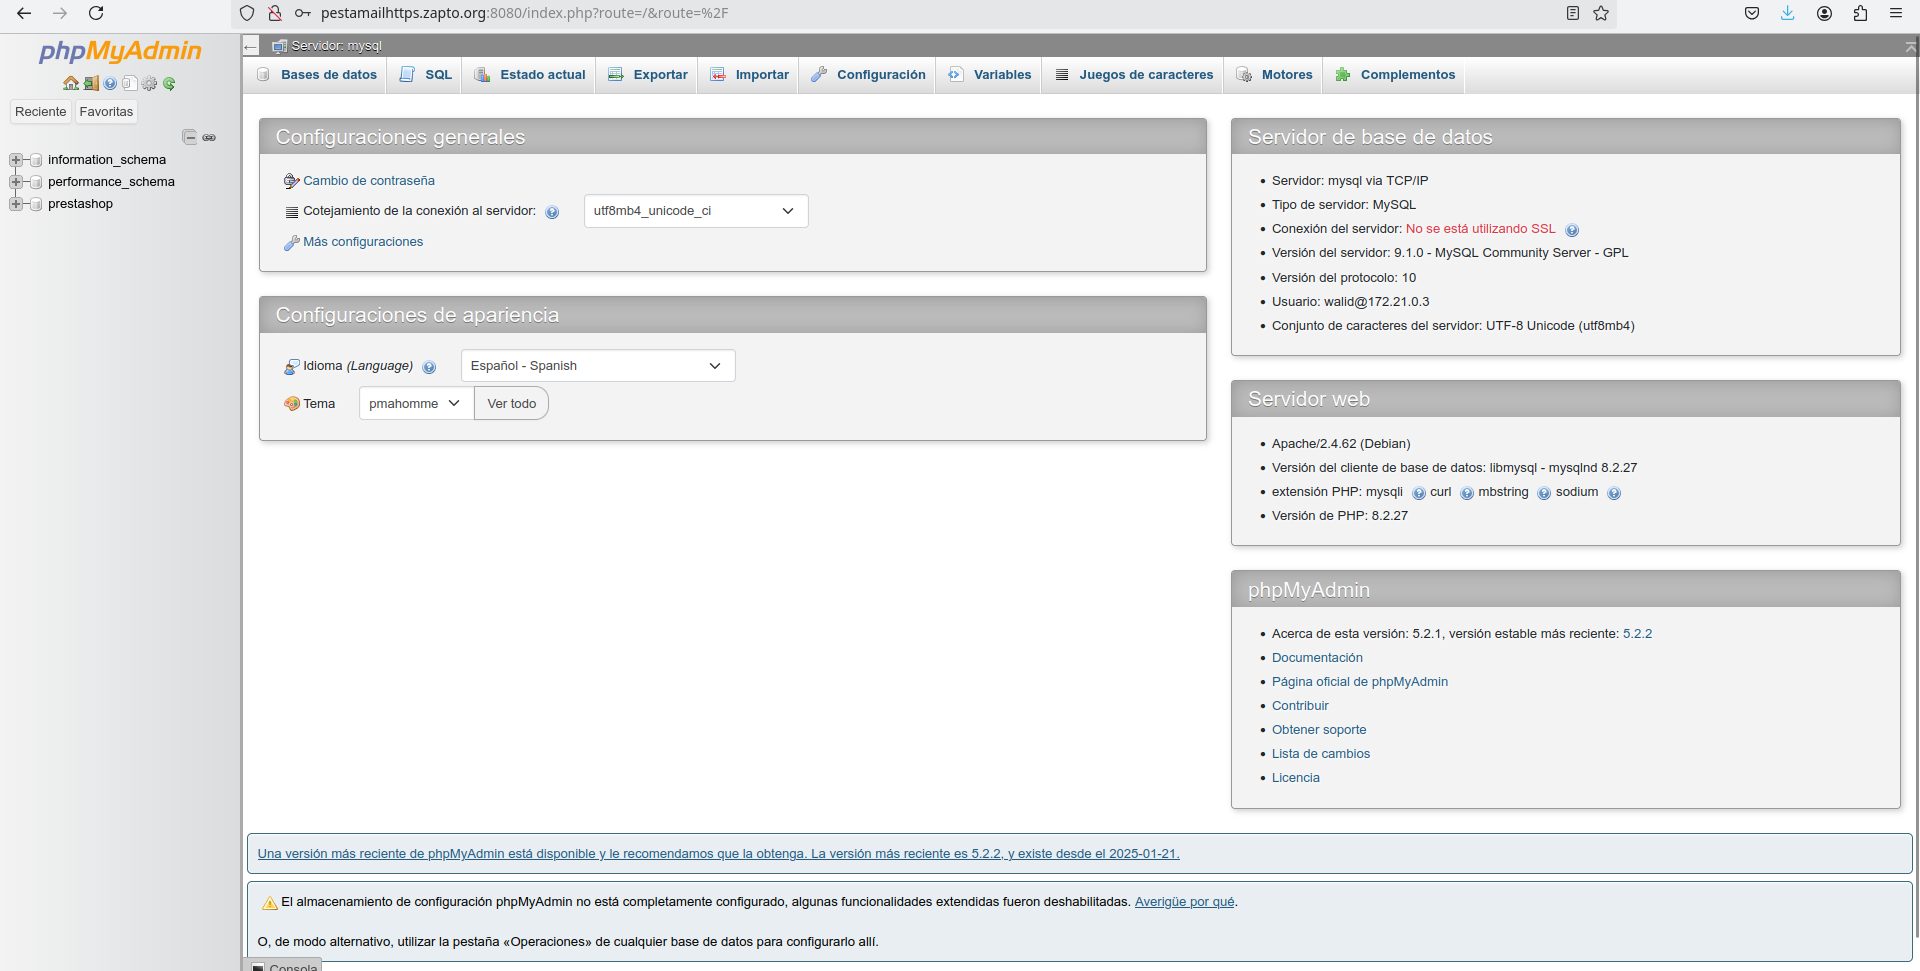 pestamailhttps.zapto.org:8080/index.php?route=/&route=%2F
phpMyAdmin
Reciente Favoritas
information_schema
performance_schema
prestashop
Servidor: mysql
Bases de datos SQL Estado actual Exportar Importar Configuración Variables Juegos de caracteres Motores Complementos
Configuraciones generales
Cambio de contraseña
Cotejamiento de la conexión al servidor: utf8mb4_unicode_ci
Más configuraciones
Configuraciones de apariencia
Idioma (Language) Español - Spanish
Tema pmahomme Ver todo
Servidor de base de datos
• Servidor: mysql via TCP/IP
• Tipo de servidor: MySQL
• Conexión del servidor: No se está utilizando SSL
• Versión del servidor: 9.1.0 - MySQL Community Server - GPL
• Versión del protocolo: 10
• Usuario: walid@172.21.0.3
• Conjunto de caracteres del servidor: UTF-8 Unicode (utf8mb4)
Servidor web
• Apache/2.4.62 (Debian)
• Versión del cliente de base de datos: libmysql - mysqlnd 8.2.27
• extensión PHP: mysqli curl mbstring sodium
• Versión de PHP: 8.2.27
phpMyAdmin
• Acerca de esta versión: 5.2.1, versión estable más reciente: 5.2.2
• Documentación
• Página oficial de phpMyAdmin
• Contribuir
• Obtener soporte
• Lista de cambios
• Licencia
Una versión más reciente de phpMyAdmin está disponible y le recomendamos que la obtenga. La versión más reciente es 5.2.2, y existe desde el 2025-01-21.
El almacenamiento de configuración phpMyAdmin no está completamente configurado, algunas funcionalidades extendidas fueron deshabilitadas. Averigüe por qué.
O, de modo alternativo, utilizar la pestaña «Operaciones» de cualquier base de datos para configurarlo allí.
Consola